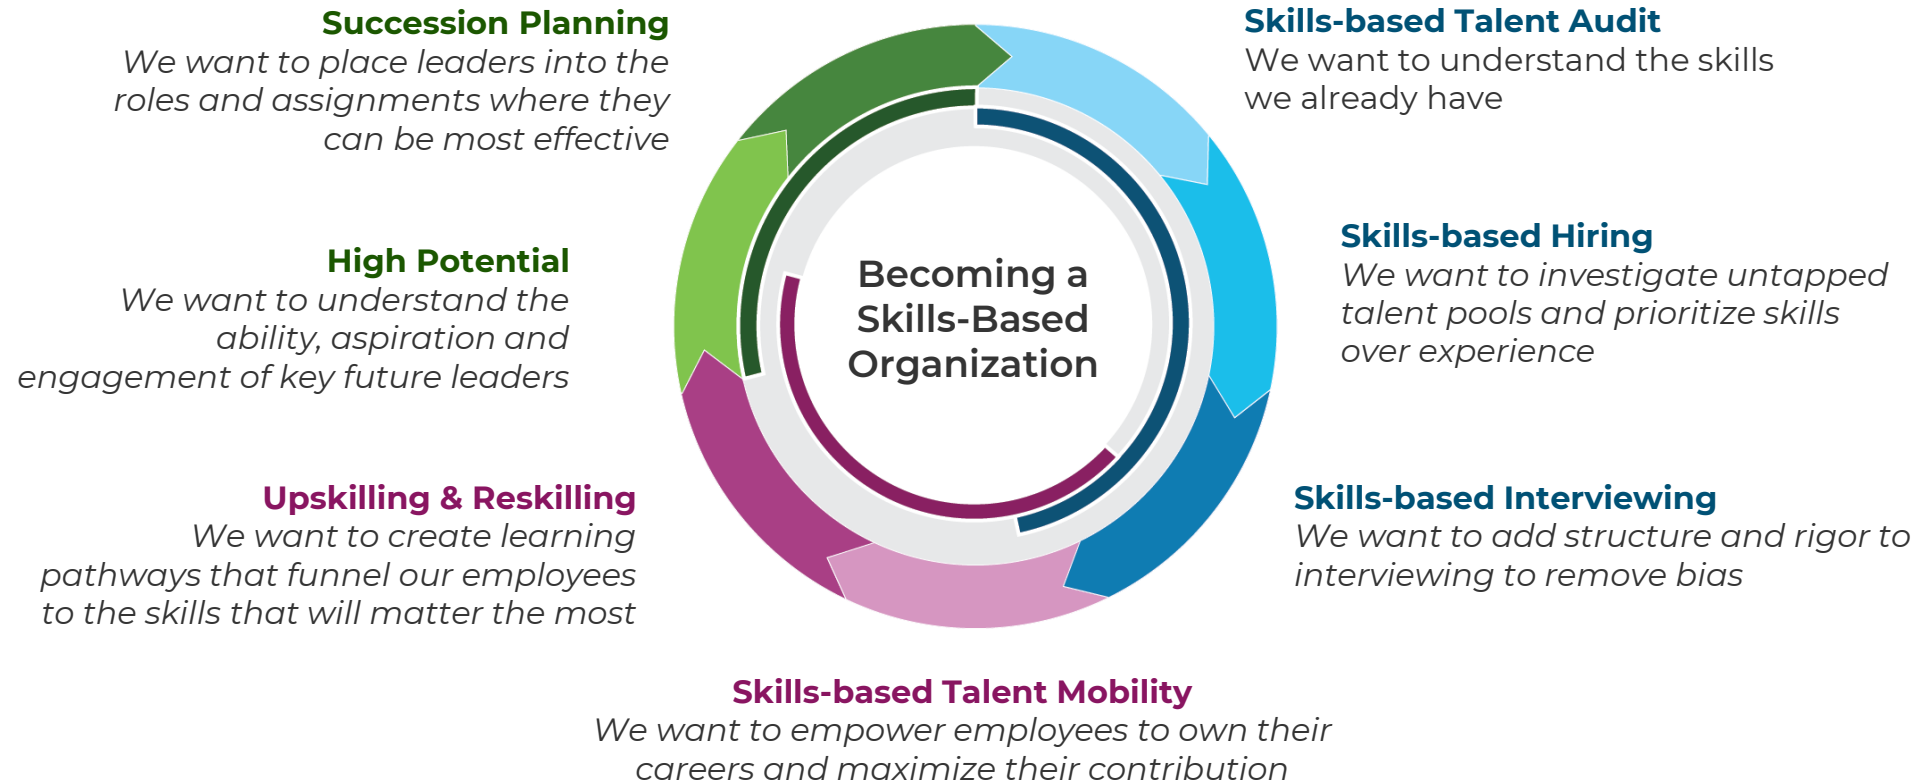 Succession Planning
We want to place leaders into the
roles and assignments where they
can be most effective
Skills-based Talent Audit
We want to understand the skills
we already have
High Potential
We want to understand the
ability, aspiration and
engagement of key future leaders
Becoming a
Skills-Based
Organization
Skills-based Hiring
We want to investigate untapped
talent pools and prioritize skills
over experience
Upskilling & Reskilling
We want to create learning
pathways that funnel our employees
to the skills that will matter the most
Skills-based Interviewing
We want to add structure and rigor to
interviewing to remove bias
Skills-based Talent Mobility
We want to empower employees to own their
careers and maximize their contribution